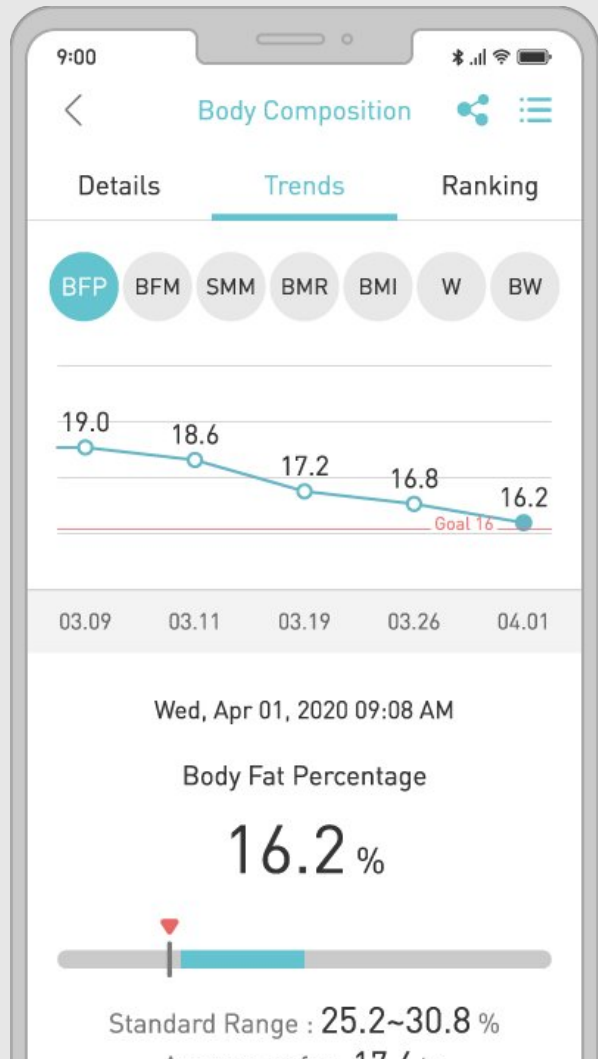 9:00
Body Composition
Details Trends Ranking
BFP BFM SMM BMR BMI W BW
19.0
18.6
17.2
16.8
16.2
Goal 16
03.09 03.11 03.19 03.26 04.01
Wed, Apr 01, 2020 09:08 AM
Body Fat Percentage
16.2 %
Standard Range : 25.2~30.8 %